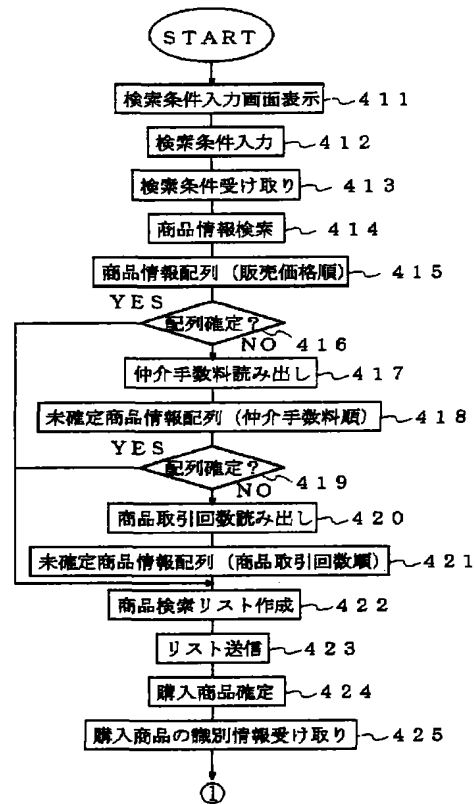 START
検索条件入力画面表示 411
検索条件入力 412
検索条件受け取り 413
商品情報検索 414
商品情報配列（販売価格順） 415
YES
配列確定？ 416
NO
仲介手数料読み出し 417
未確定商品情報配列（仲介手数料順） 418
YES
配列確定？ 419
NO
商品取引回数読み出し 420
未確定商品情報配列（商品取引回数順） 421
商品検索リスト作成 422
リスト送信 423
購入商品確定 424
購入商品の識別情報受け取り 425
①